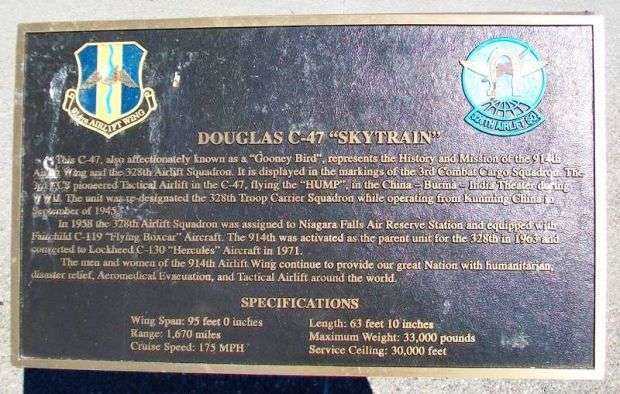 914th AIRLIFT WING
328TH AIRLIFT SQ
DOUGLAS C-47 "SKYTRAIN"
This C-47, also affectionately known as a "Gooney Bird", represents the History and Mission of the 914th
Airlift Wing and the 328th Airlift Squadron. It is displayed in the markings of the 3rd Combat Cargo Squadron. The
3rd CCS pioneered Tactical Airlift in the C-47, flying the "HUMP", in the China – Burma – India Theater during
WWII. The unit was re-designated the 328th Troop Carrier Squadron while operating from Kunming China in
September of 1945.
In 1958 the 328th Airlift Squadron was assigned to Niagara Falls Air Reserve Station and equipped with
Fairchild C-119 "Flying Boxcar" Aircraft. The 914th was activated as the parent unit for the 328th in 1963 and
converted to Lockheed C-130 "Hercules" Aircraft in 1971.
The men and women of the 914th Airlift Wing continue to provide our great Nation with humanitarian,
disaster relief, Aeromedical Evacuation, and Tactical Airlift around the world.
SPECIFICATIONS
Wing Span: 95 feet 0 inches
Range: 1,670 miles
Cruise Speed: 175 MPH
Length: 63 feet 10 inches
Maximum Weight: 33,000 pounds
Service Ceiling: 30,000 feet